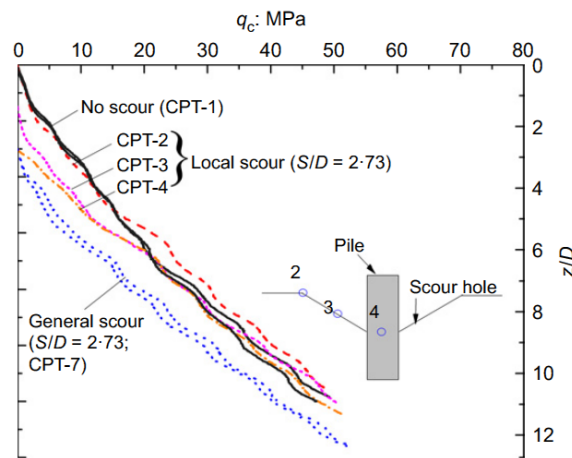 q_c: MPa
0 10 20 30 40 50 60 70 80
0
2
4
6
8
10
12
z/D
No scour (CPT-1)
CPT-2
CPT-3
CPT-4
Local scour (S/D = 2·73)
General scour
(S/D = 2·73;
CPT-7)
Pile
Scour hole
2
3
4